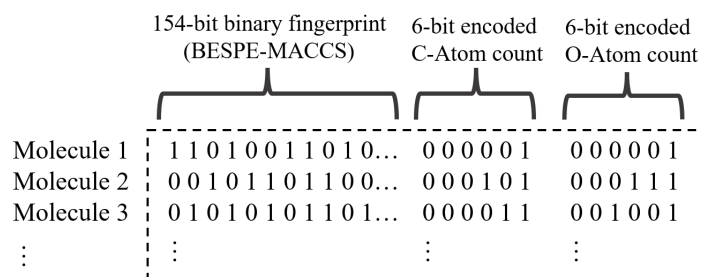 154-bit binary fingerprint (BESPE-MACCS)
6-bit encoded C-Atom count
6-bit encoded O-Atom count
Molecule 1 1 1 0 1 0 0 1 1 0 1 0... 0 0 0 0 0 1 0 0 0 0 0 1
Molecule 2 0 0 1 0 1 1 0 1 1 0 0... 0 0 0 1 0 1 0 0 0 1 1 1
Molecule 3 0 1 0 1 0 1 0 1 1 0 1... 0 0 0 0 1 1 0 0 1 0 0 1
⋮ ⋮ ⋮ ⋮